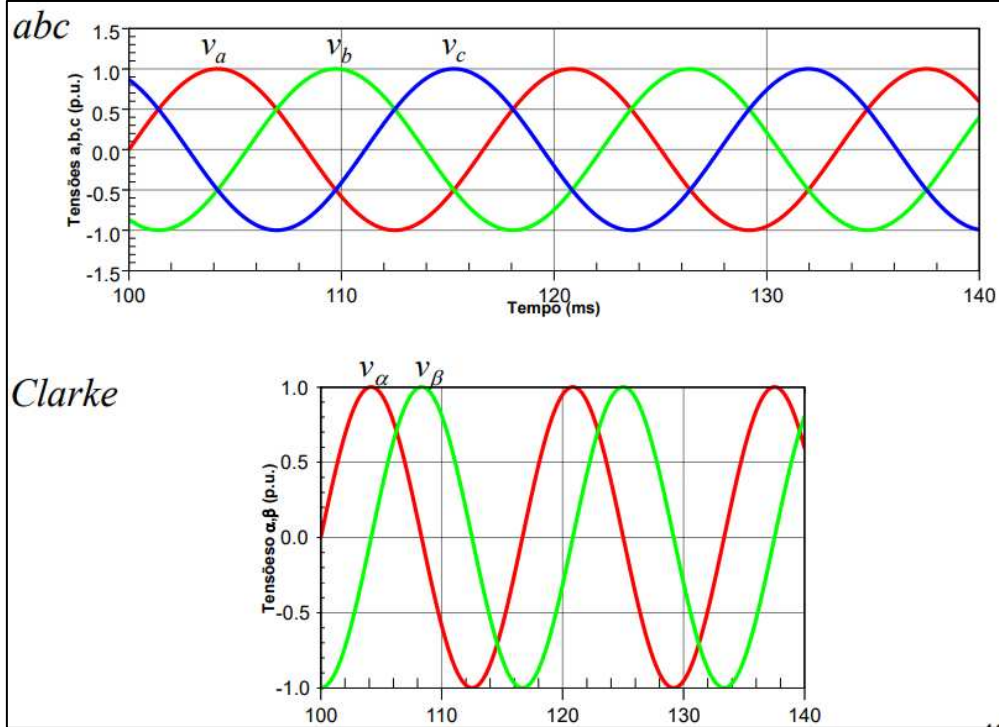 abc
v_a v_b v_c
Tensões a,b,c (p.u.)
1.5
1.0
0.5
0.0
-0.5
-1.0
-1.5
100 110 120 130 140
Tempo (ms)
Clarke
v_α v_β
Tensõeso α,β (p.u.)
1.0
0.5
0.0
-0.5
-1.0
100 110 120 130 140